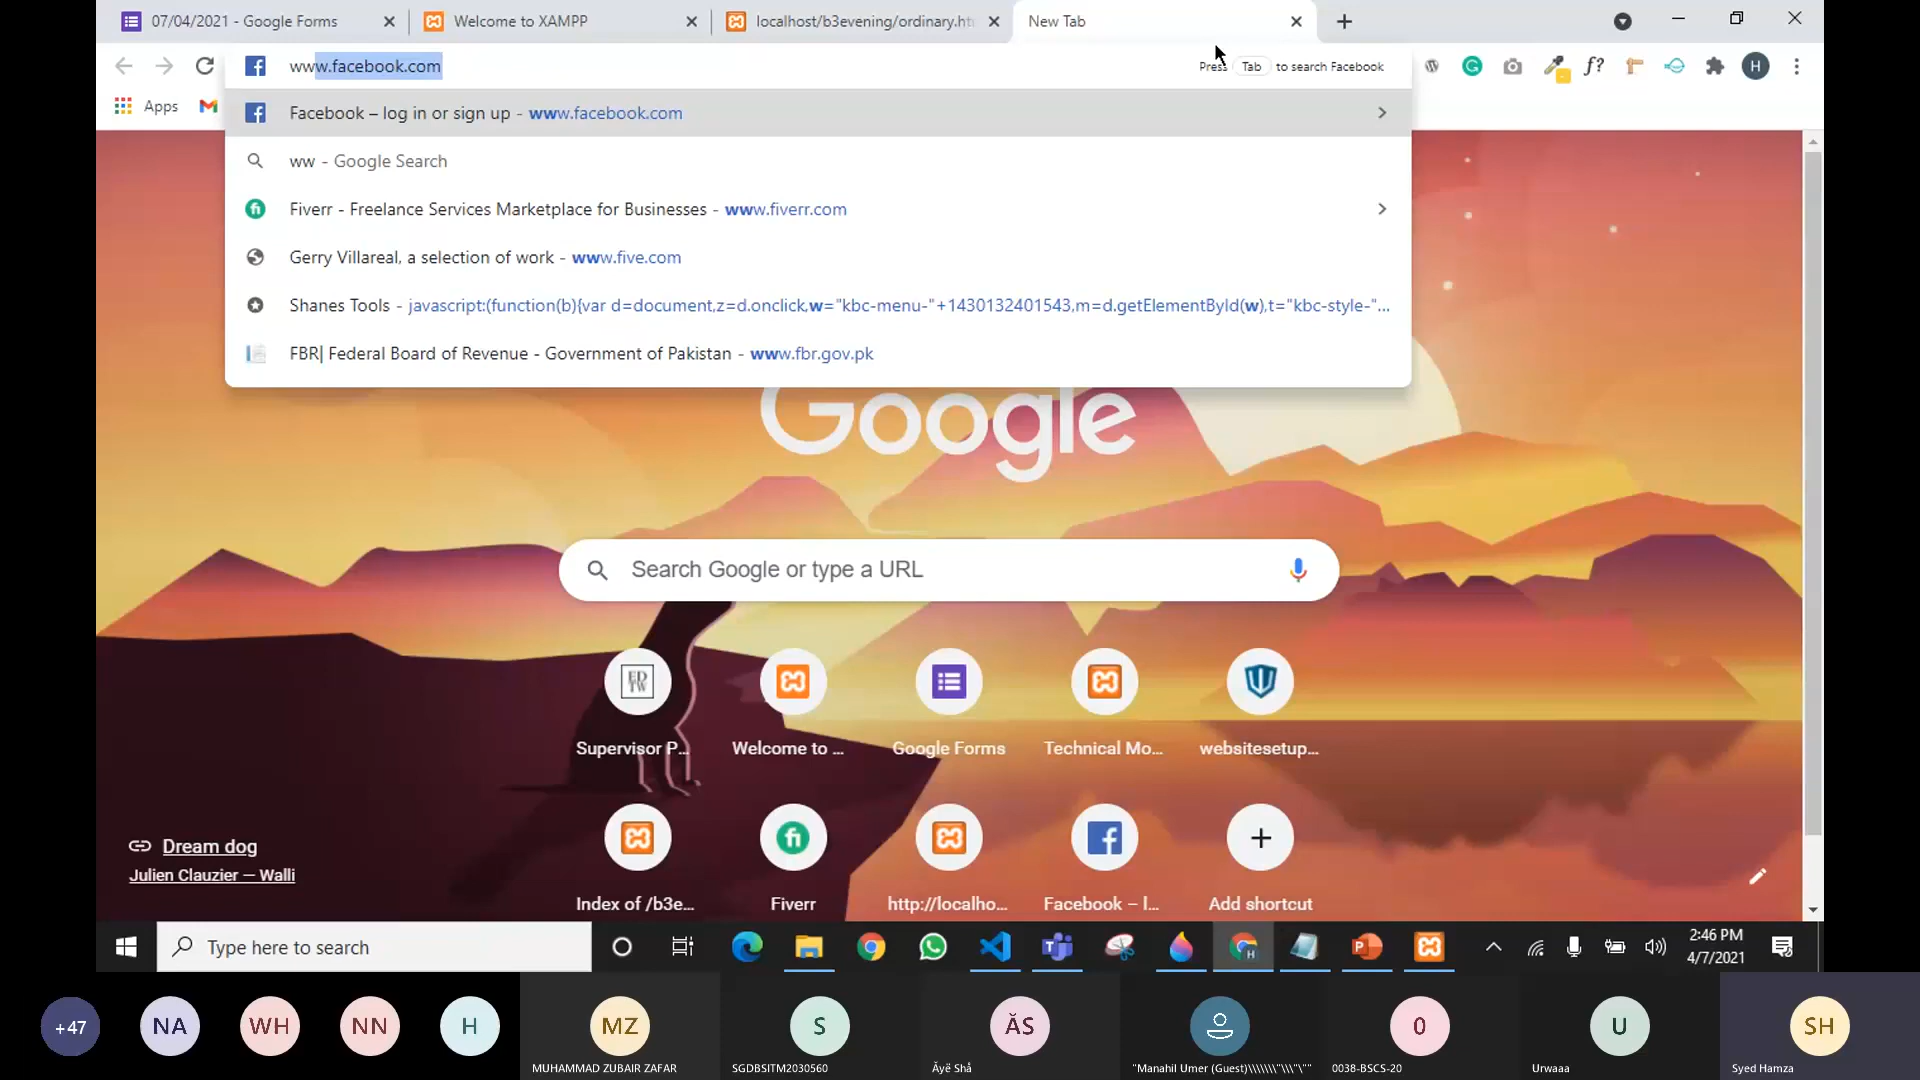 07/04/2021 - Google Forms
Welcome to XAMPP
localhost/b3evening/ordinary.ht
New Tab
www.facebook.com
Press Tab to search Facebook
f?
H
Apps
Facebook – log in or sign up - www.facebook.com
ww - Google Search
Fiverr - Freelance Services Marketplace for Businesses - www.fiverr.com
Gerry Villareal, a selection of work - www.five.com
Shanes Tools - javascript:(function(b){var d=document,z=d.onclick,w="kbc-menu-"+1430132401543,m=d.getElementById(w),t="kbc-style-"...
FBR| Federal Board of Revenue - Government of Pakistan - www.fbr.gov.pk
Google
Search Google or type a URL
Supervisor P...
Welcome to ...
Google Forms
Technical Mo...
websitesetup...
Dream dog
Julien Clauzier — Walli
Index of /b3e...
Fiverr
http://localho...
Facebook – l...
Add shortcut
Type here to search
2:46 PM
4/7/2021
+47
NA
WH
NN
H
MZ
S
ĂS
0
U
SH
MUHAMMAD ZUBAIR ZAFAR
SGDBSITM2030560
Ăyë Shå
"Manahil Umer (Guest)\\\\\\\"\\\"\""
0038-BSCS-20
Urwaaa
Syed Hamza